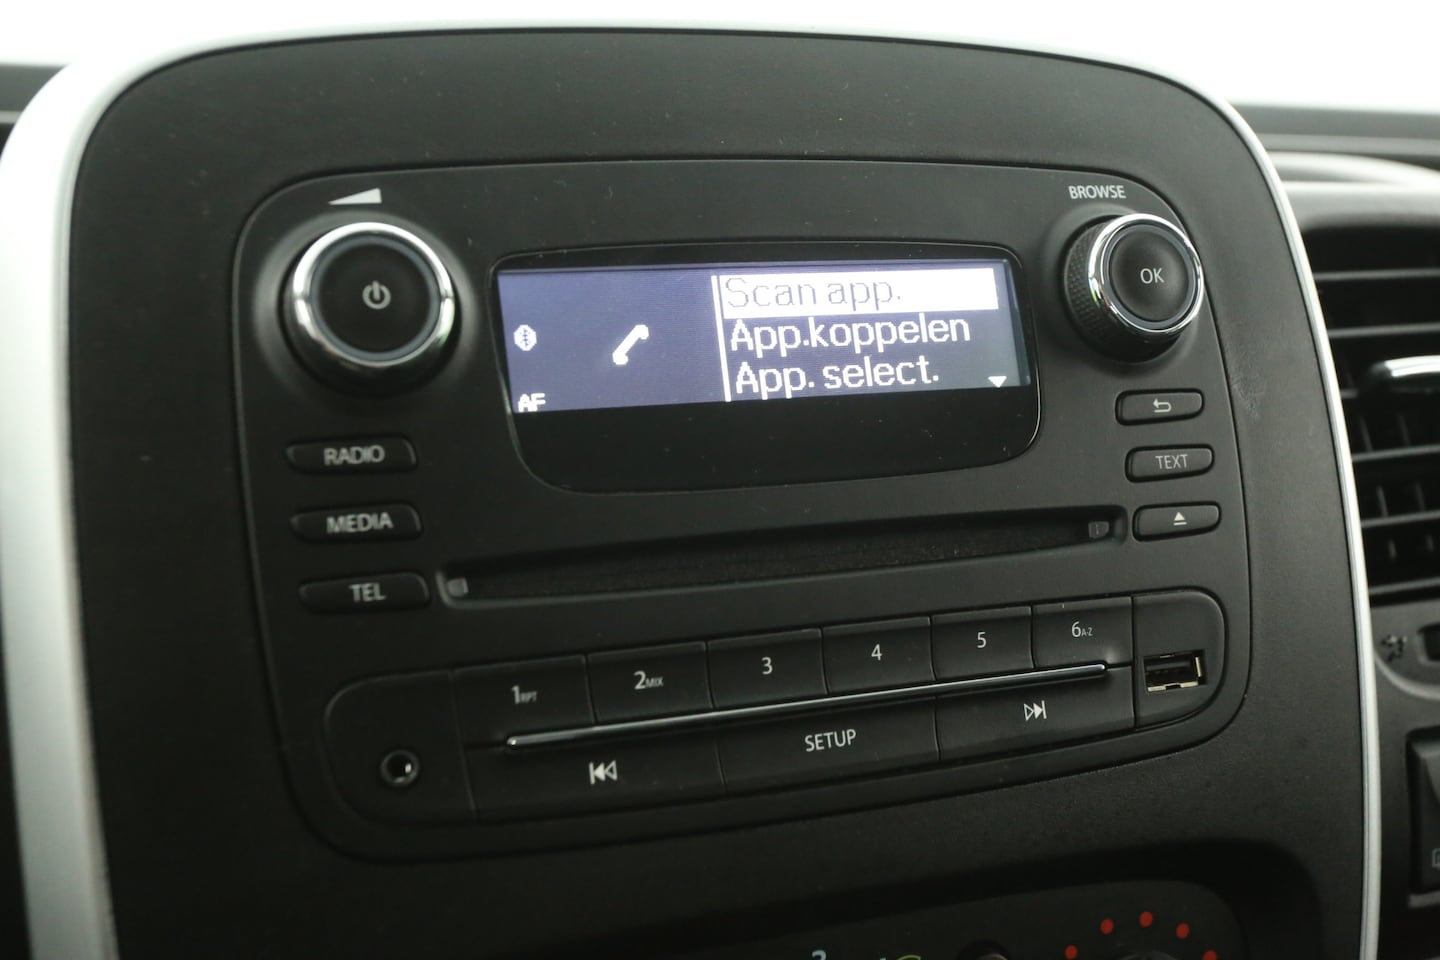 BROWSE
OK
Scan app.
App.koppelen
App. select.
AF
RADIO
MEDIA
TEL
TEXT
1RPT
2MIX
3
4
5
6A-Z
SETUP